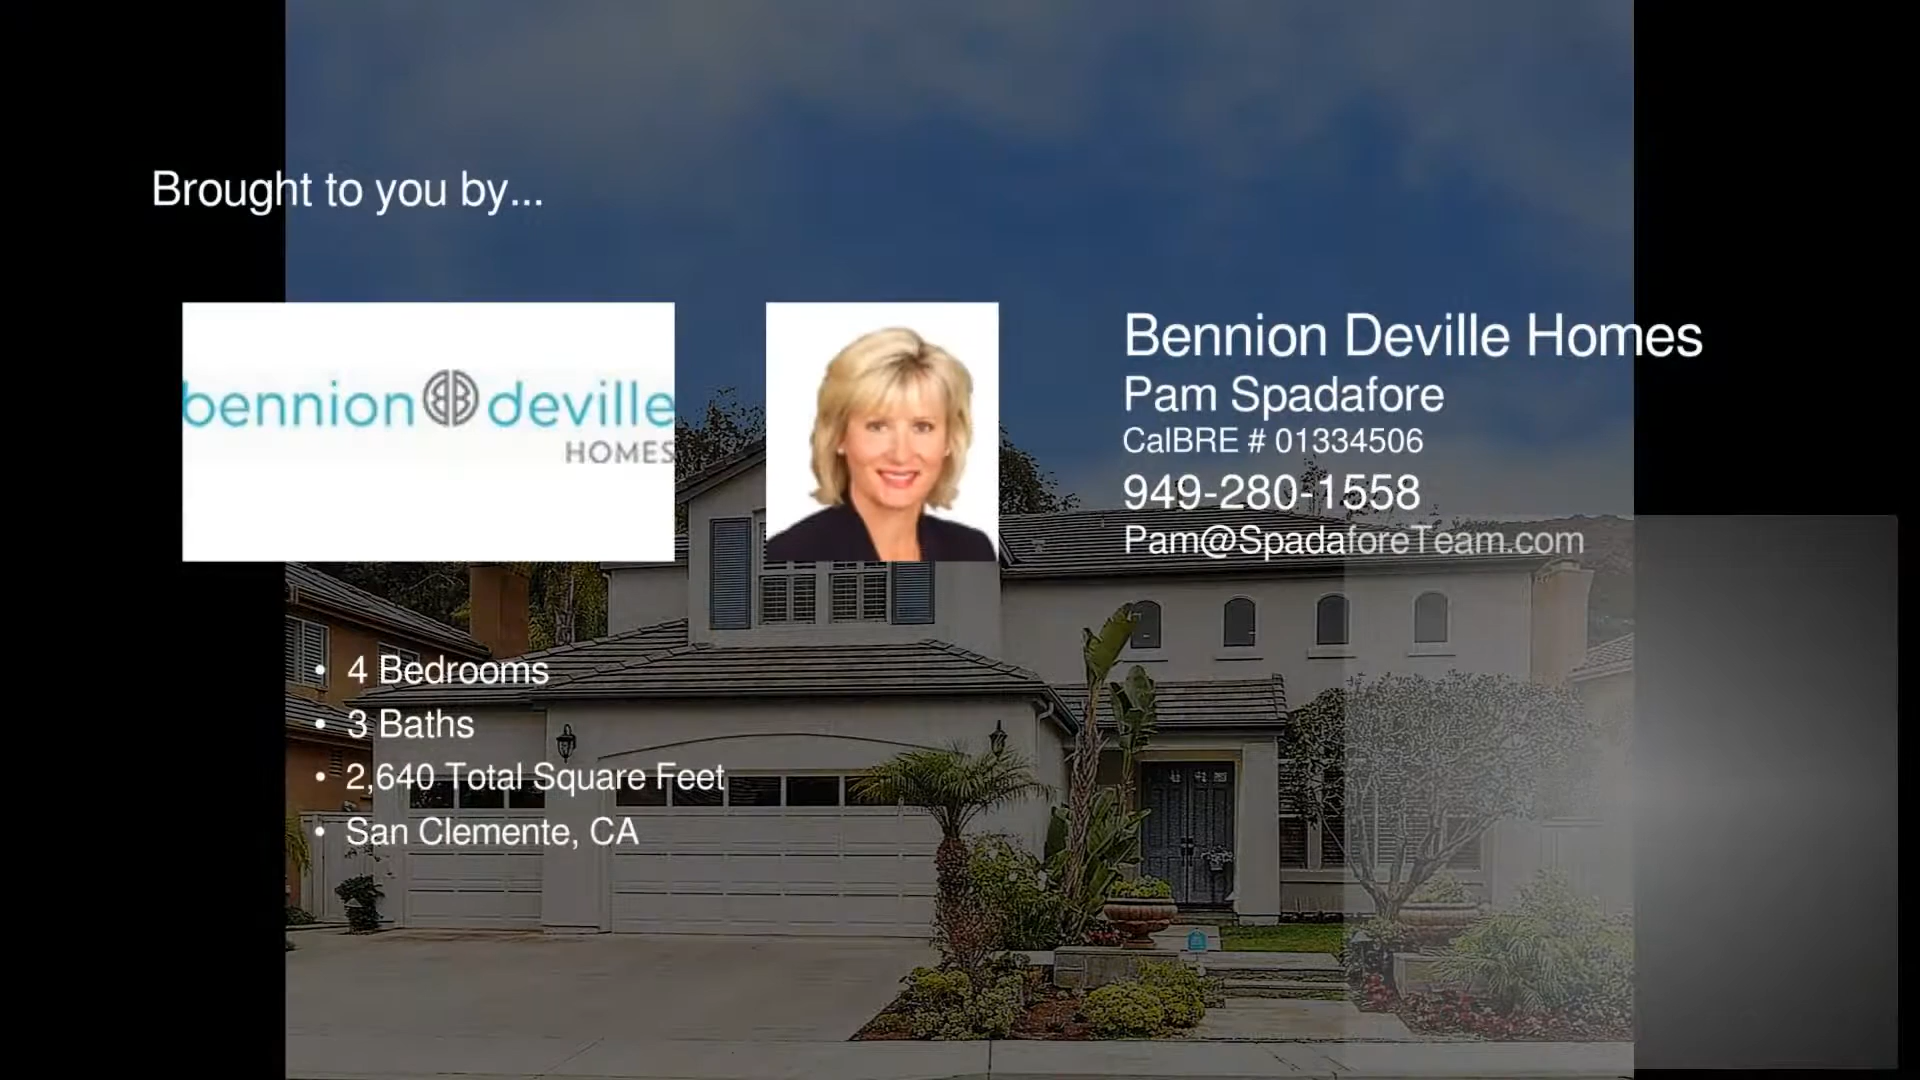 Brought to you by...
bennion deville
HOMES
Bennion Deville Homes
Pam Spadafore
CalBRE # 01334506
949-280-1558
Pam@SpadaforeTeam.com
• 4 Bedrooms
• 3 Baths
• 2,640 Total Square Feet
• San Clemente, CA